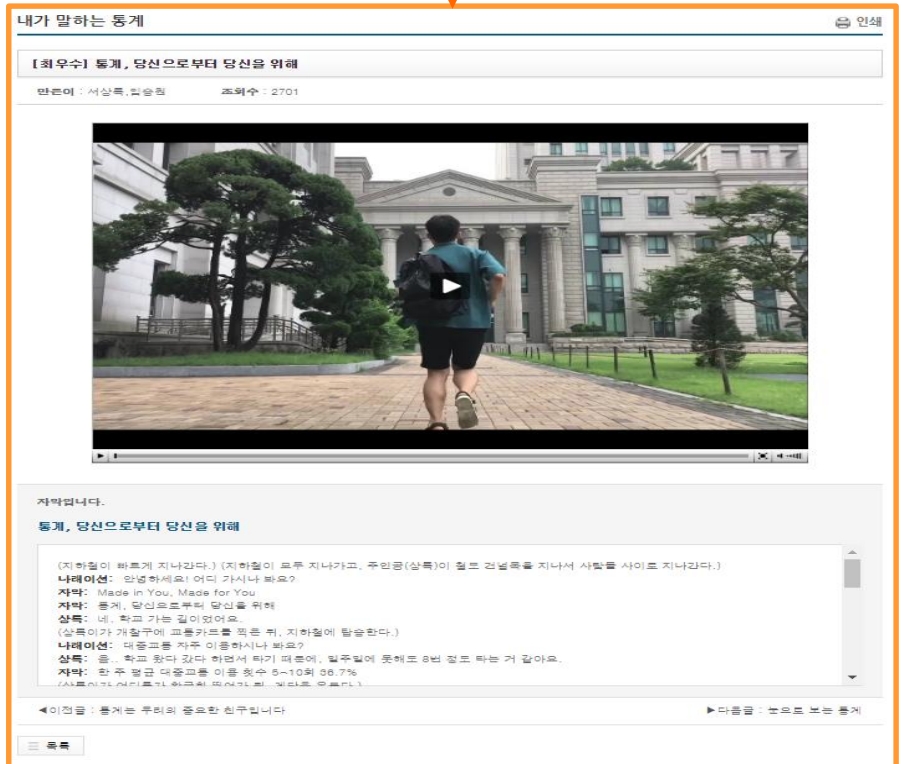 내가 말하는 통계
인쇄
[최우수] 통계, 당신으로부터 당신을 위해
만든이 : 서상록,임승원 조회수 : 2701
자막입니다.
통계, 당신으로부터 당신을 위해
(지하철이 빠르게 지나간다.) (지하철이 모두 지나가고, 주인공(상록)이 철도 건널목을 지나서 사람들 사이로 지나간다.)
나래이션: 안녕하세요! 어디 가시나 봐요?
자막: Made in You, Made for You
자막: 통계, 당신으로부터 당신을 위해
상록: 네, 학교 가는 길이었어요.
(상록이가 개찰구에 교통카드를 찍은 뒤, 지하철에 탑승한다.)
나래이션: 대중교통 자주 이용하시나 봐요?
상록: 음.. 학교 왔다 갔다 하면서 타기 때문에, 일주일에 못해도 8번 정도 타는 거 같아요.
자막: 한 주 평균 대중교통 이용 횟수 5~10회 36.7%
◀이전글 : 통계는 우리의 중요한 친구입니다
▶다음글 : 눈으로 보는 통계
목록